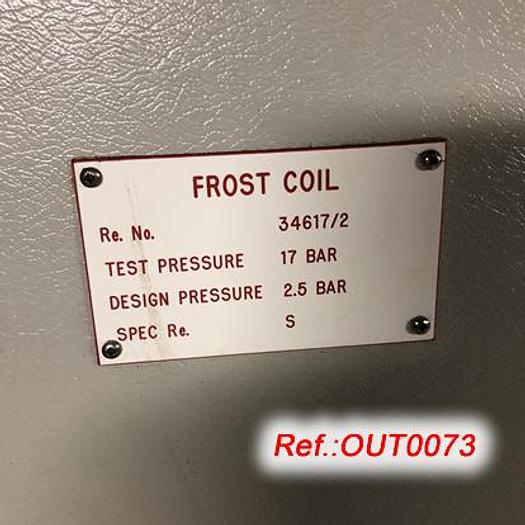 FROST COIL
Re. No. 34617/2
TEST PRESSURE 17 BAR
DESIGN PRESSURE 2.5 BAR
SPEC Re. S
Ref.:OUT0073